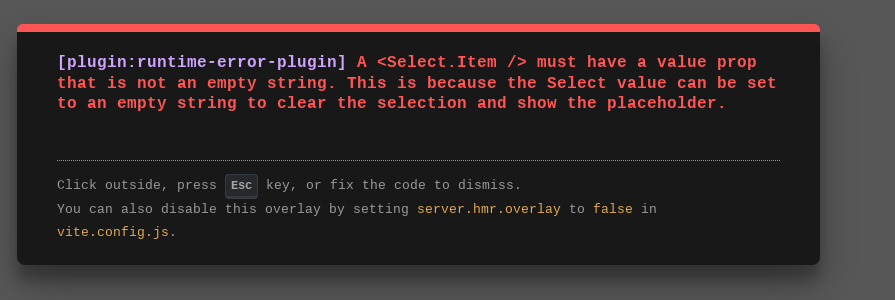 [plugin:runtime-error-plugin] A <Select.Item /> must have a value prop
that is not an empty string. This is because the Select value can be set
to an empty string to clear the selection and show the placeholder.
Click outside, press Esc key, or fix the code to dismiss.
You can also disable this overlay by setting server.hmr.overlay to false in
vite.config.js.